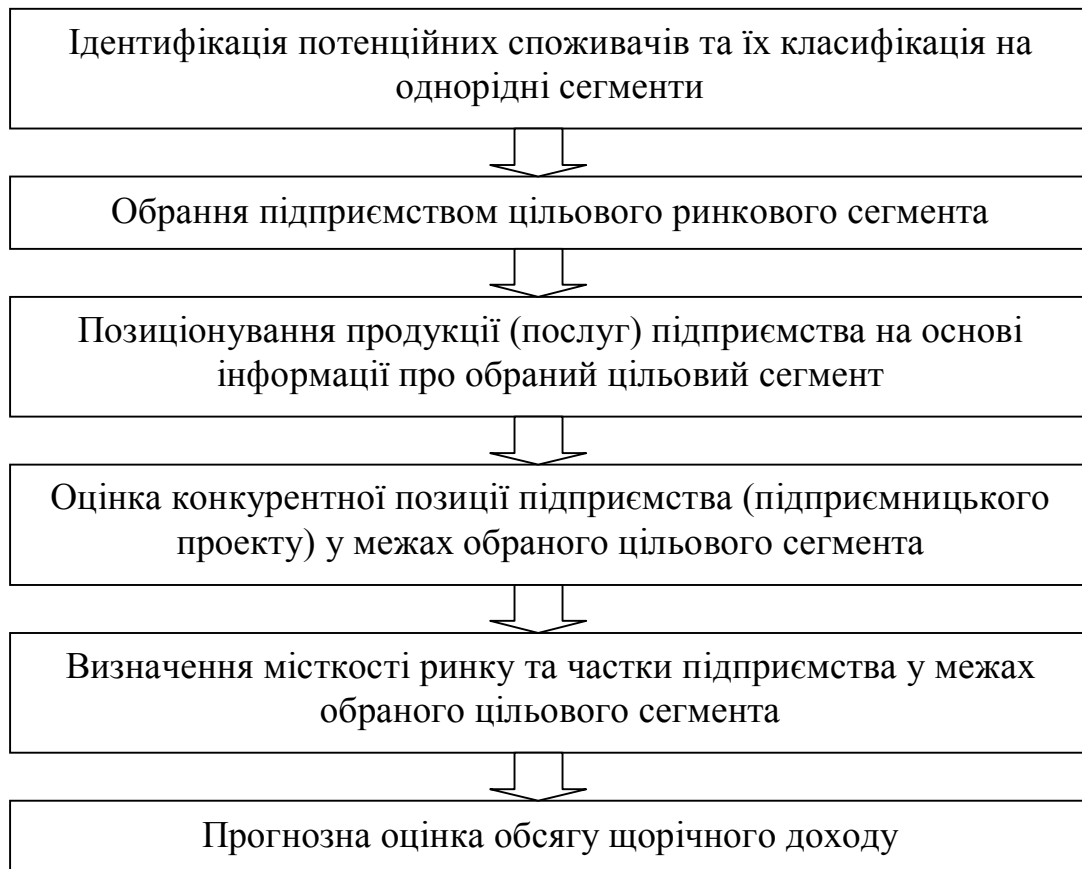 Ідентифікація потенційних споживачів та їх класифікація на
однорідні сегменти
Обрання підприємством цільового ринкового сегмента
Позиціонування продукції (послуг) підприємства на основі
інформації про обраний цільовий сегмент
Оцінка конкурентної позиції підприємства (підприємницького
проекту) у межах обраного цільового сегмента
Визначення місткості ринку та частки підприємства у межах
обраного цільового сегмента
Прогнозна оцінка обсягу щорічного доходу